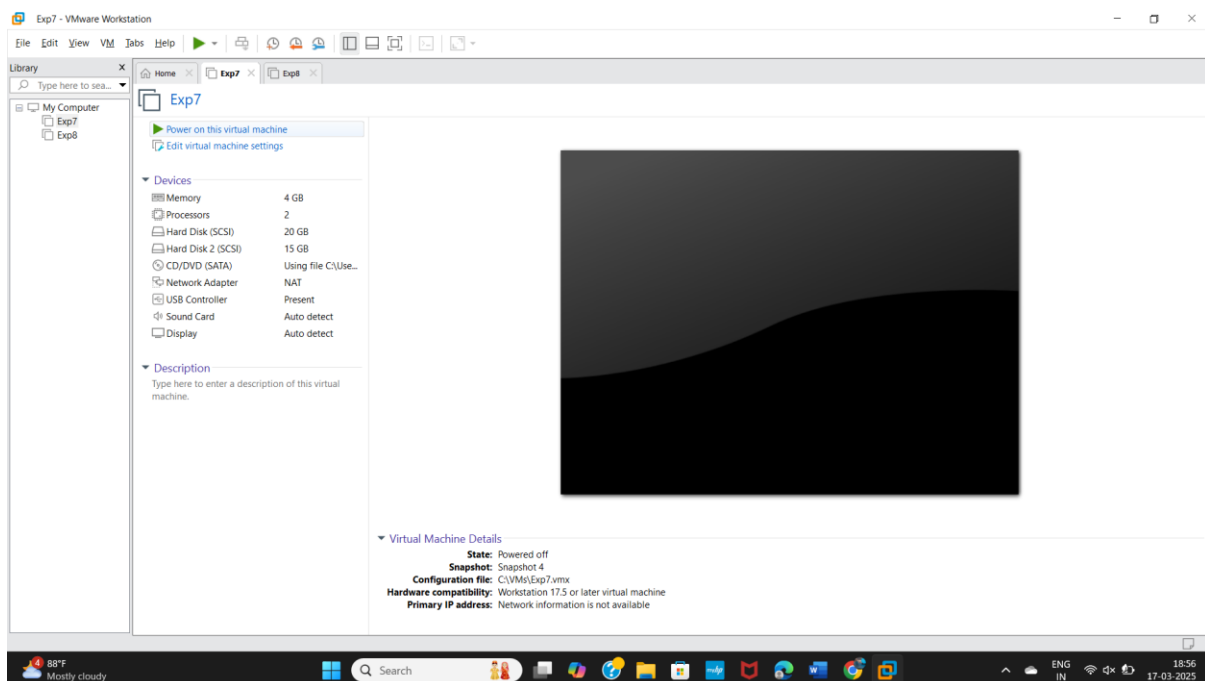 Exp7 - VMware Workstation
File Edit View VM Tabs Help
Library X
Type here to sea...
My Computer
Exp7
Exp8
Home Exp7 Exp8
Exp7
Power on this virtual machine
Edit virtual machine settings
Devices
Memory 4 GB
Processors 2
Hard Disk (SCSI) 20 GB
Hard Disk 2 (SCSI) 15 GB
CD/DVD (SATA) Using file C:\Use...
Network Adapter NAT
USB Controller Present
Sound Card Auto detect
Display Auto detect
Description
Type here to enter a description of this virtual
machine.
Virtual Machine Details
State: Powered off
Snapshot: Snapshot 4
Configuration file: C:\VMs\Exp7.vmx
Hardware compatibility: Workstation 17.5 or later virtual machine
Primary IP address: Network information is not available
4
88°F
Mostly cloudy
Search
myhp
W
ENG
IN
18:56
17-03-2025